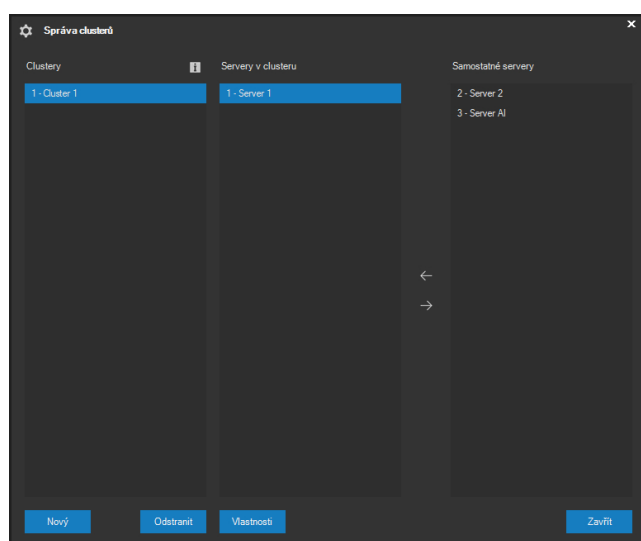 Správa clusterů
Clustery
Servery v clusteru
Samostatné servery
1 - Cluster 1
1 - Server 1
2 - Server 2
3 - Server AI
Nový
Odstranit
Vlastnosti
Zavřít